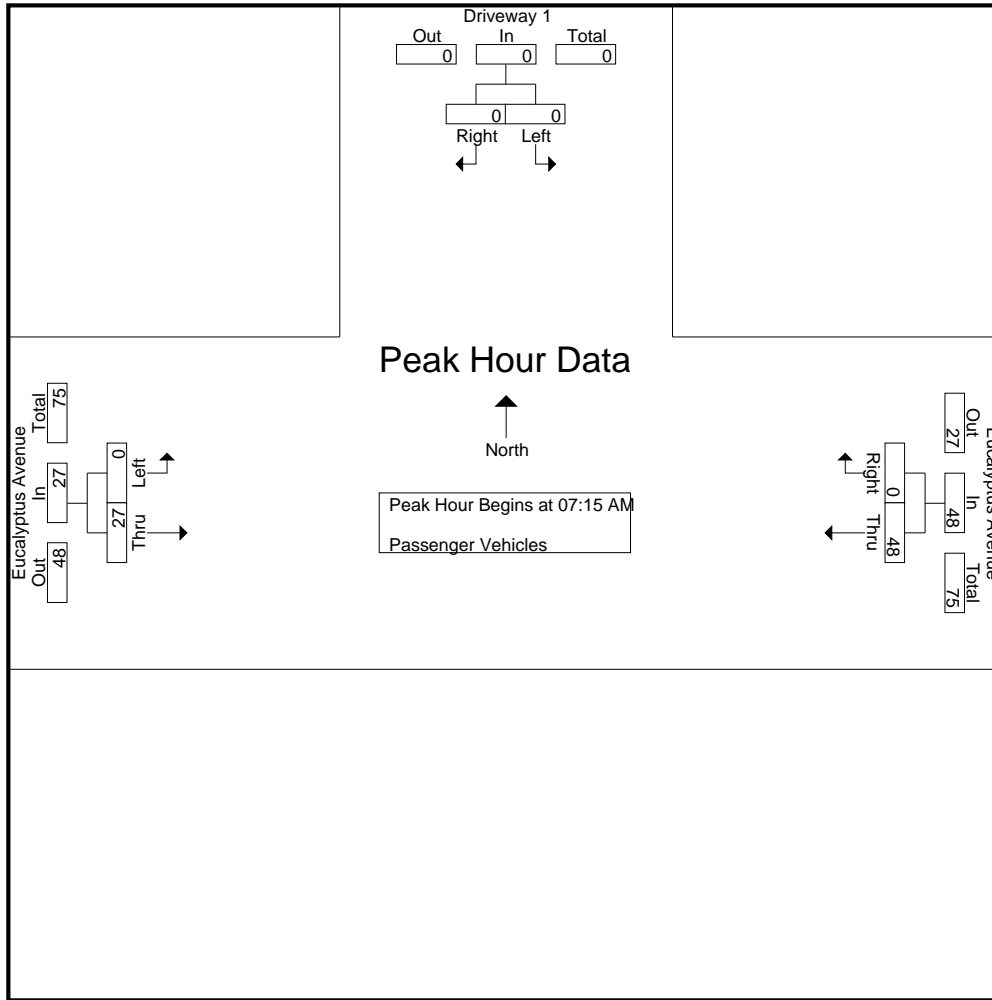 Driveway 1
Out In Total
0 0 0
0 0
Right Left
Peak Hour Data
North
Peak Hour Begins at 07:15 AM
Passenger Vehicles
Eucalyptus Avenue
Out In Total
48 27 75
27 0
Thru Left
Eucalyptus Avenue
Out In Total
27 48 75
0 48
Right Thru